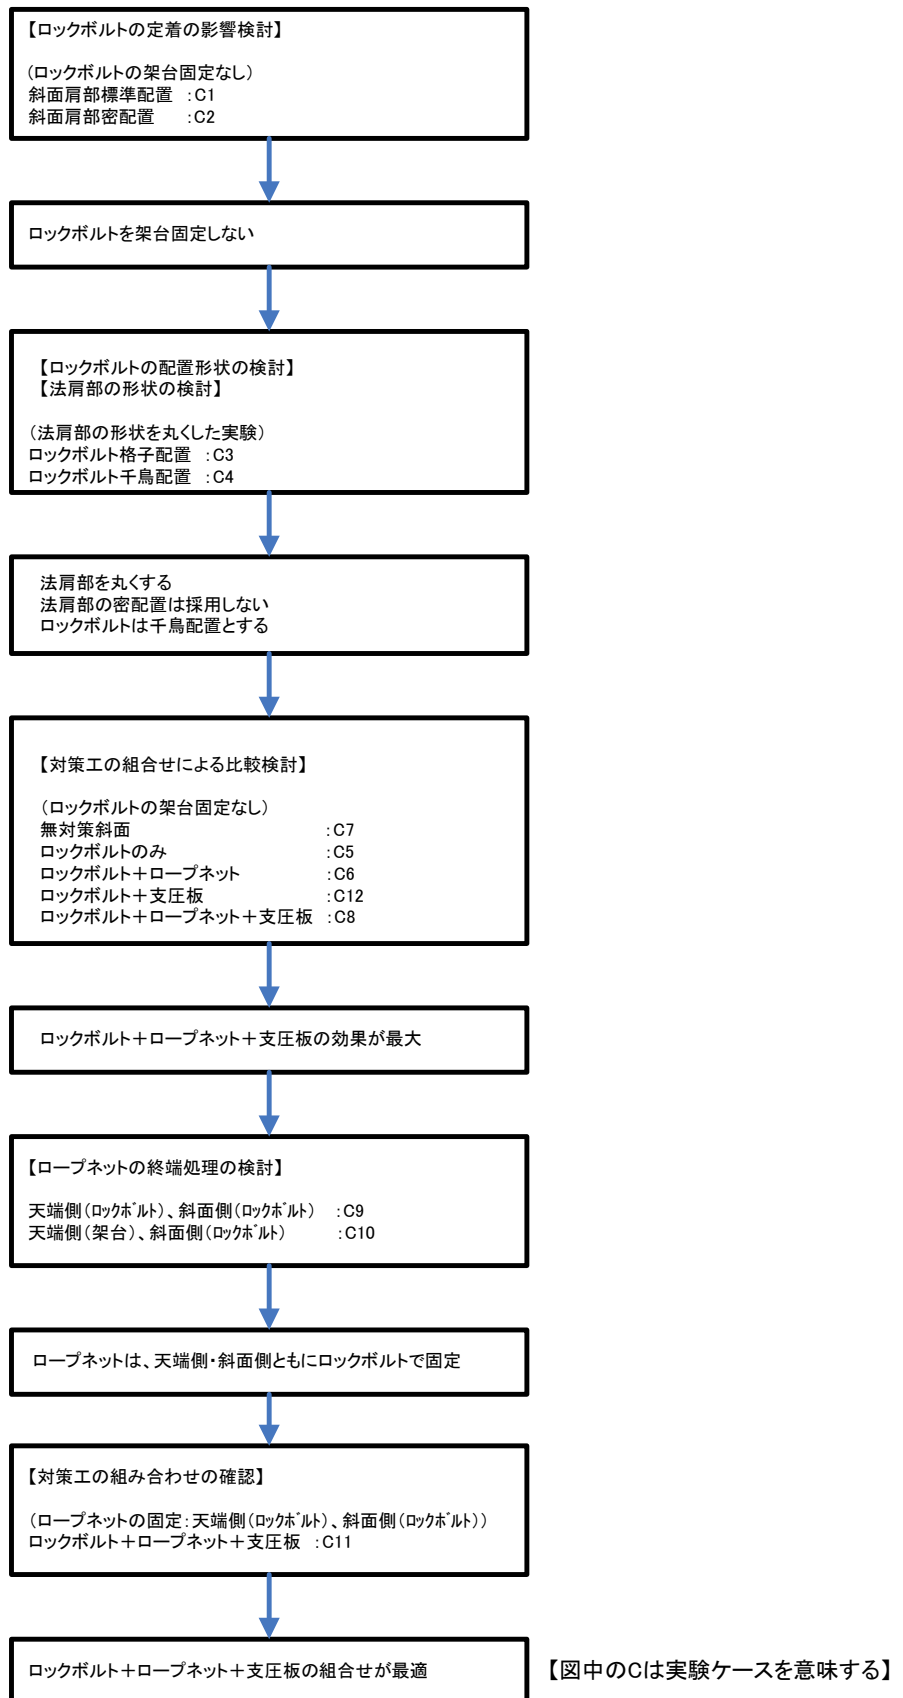 【ロックボルトの定着の影響検討】
(ロックボルトの架台固定なし)
斜面肩部標準配置 :C1
斜面肩部密配置 :C2
ロックボルトを架台固定しない
【ロックボルトの配置形状の検討】
【法肩部の形状の検討】
(法肩部の形状を丸くした実験)
ロックボルト格子配置 :C3
ロックボルト千鳥配置 :C4
法肩部を丸くする
法肩部の密配置は採用しない
ロックボルトは千鳥配置とする
【対策工の組合せによる比較検討】
(ロックボルトの架台固定なし)
無対策斜面 :C7
ロックボルトのみ :C5
ロックボルト+ロープネット :C6
ロックボルト+支圧板 :C12
ロックボルト+ロープネット+支圧板 :C8
ロックボルト+ロープネット+支圧板の効果が最大
【ロープネットの終端処理の検討】
天端側(ロックボルト)、斜面側(ロックボルト) :C9
天端側(架台)、斜面側(ロックボルト) :C10
ロープネットは、天端側・斜面側ともにロックボルトで固定
【対策工の組み合わせの確認】
(ロープネットの固定:天端側(ロックボルト)、斜面側(ロックボルト))
ロックボルト+ロープネット+支圧板 :C11
ロックボルト+ロープネット+支圧板の組合せが最適
【図中のCは実験ケースを意味する】